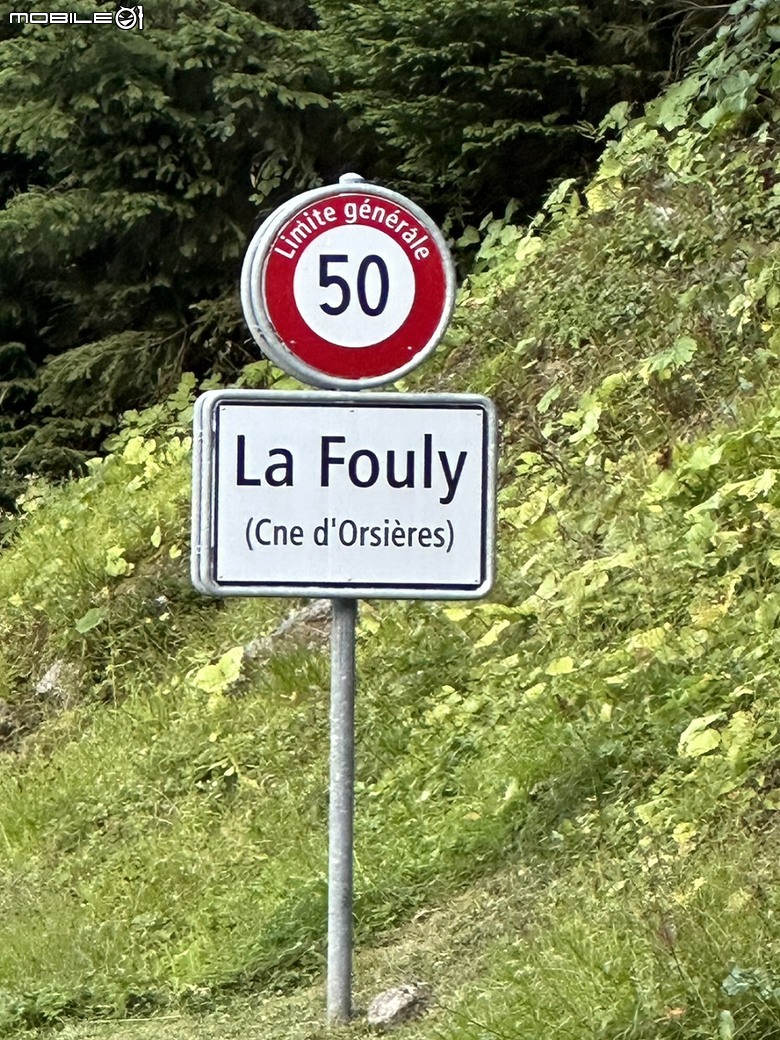 MOBILE01
Limite générale
50
La Fouly
(Cne d'Orsières)